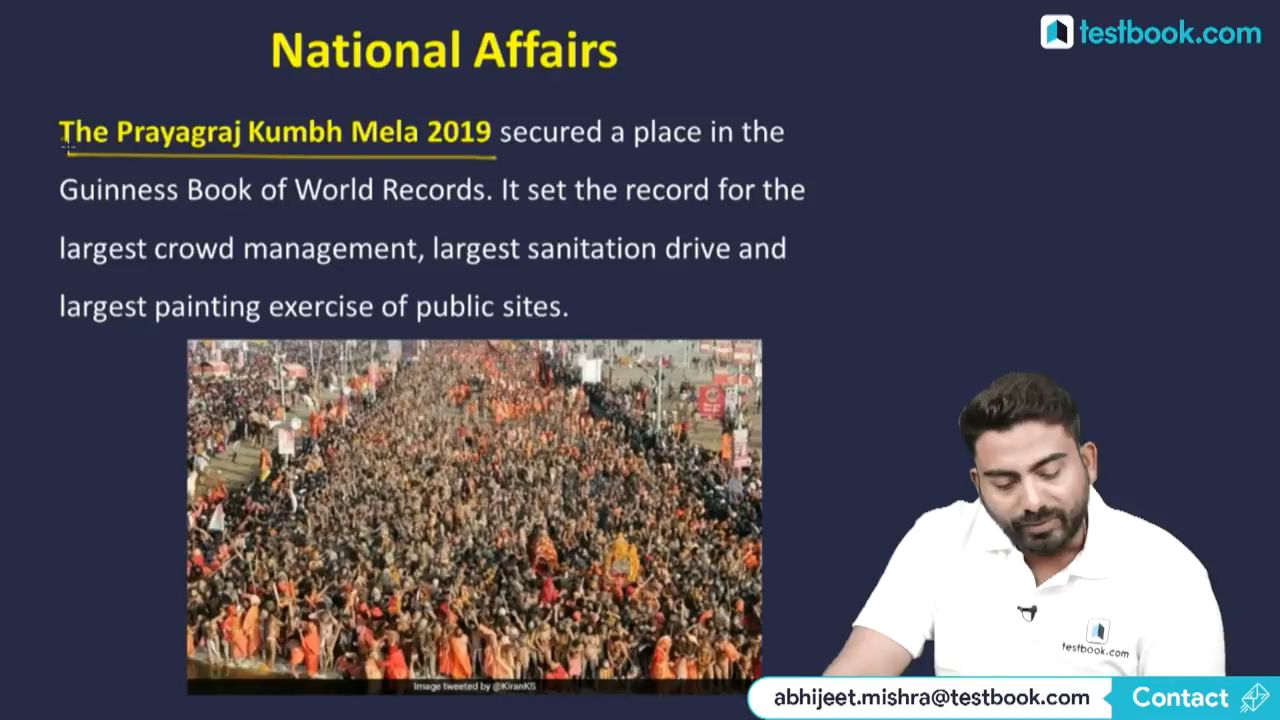 National Affairs
testbook.com
The Prayagraj Kumbh Mela 2019 secured a place in the
Guinness Book of World Records. It set the record for the
largest crowd management, largest sanitation drive and
largest painting exercise of public sites.
Image tweeted by @KiranKS
testbook.com
abhijeet.mishra@testbook.com
Contact